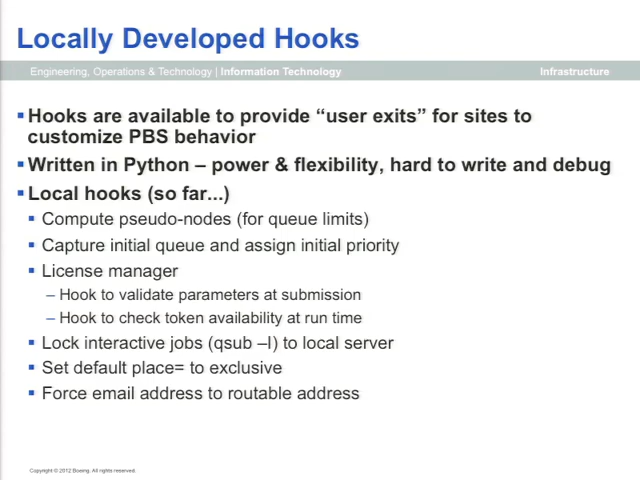 Locally Developed Hooks
Engineering, Operations & Technology | Information Technology Infrastructure
▪ Hooks are available to provide “user exits” for sites to
customize PBS behavior
▪ Written in Python – power & flexibility, hard to write and debug
▪ Local hooks (so far...)
▪ Compute pseudo-nodes (for queue limits)
▪ Capture initial queue and assign initial priority
▪ License manager
– Hook to validate parameters at submission
– Hook to check token availability at run time
▪ Lock interactive jobs (qsub –I) to local server
▪ Set default place= to exclusive
▪ Force email address to routable address
Copyright © 2012 Boeing. All rights reserved.